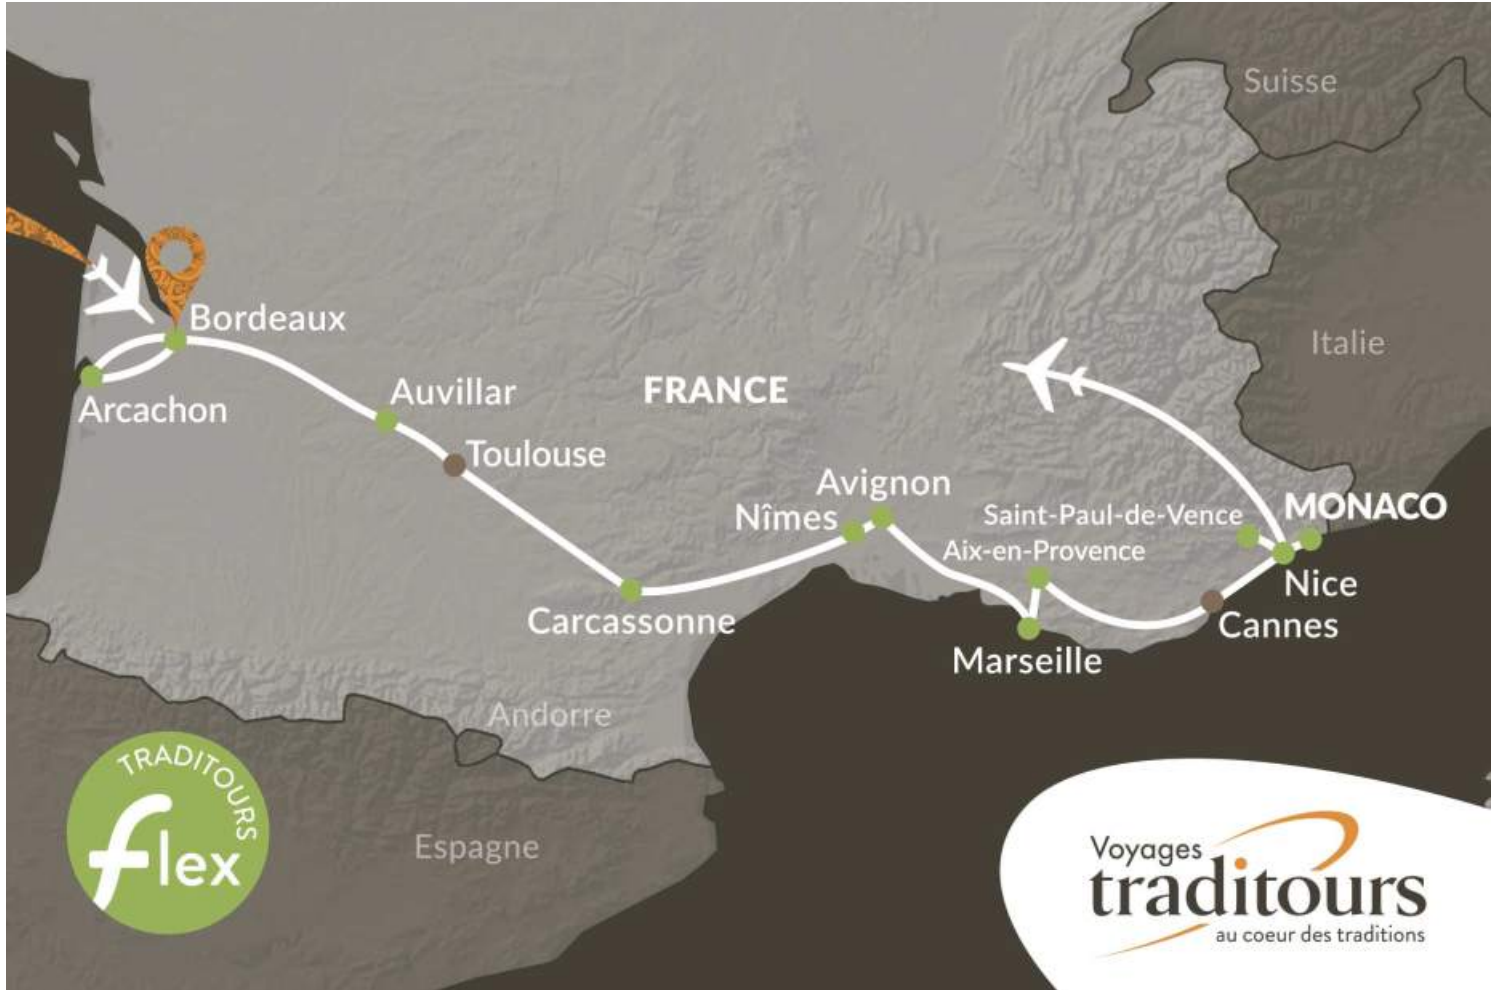 Suisse
Italie
Bordeaux
Arcachon
Auvillar
FRANCE
Toulouse
Avignon
Nîmes
Saint-Paul-de-Vence
MONACO
Aix-en-Provence
Nice
Carcassonne
Cannes
Marseille
Andorre
Espagne
TRADITOURS
flex
Voyages
traditours
au coeur des traditions